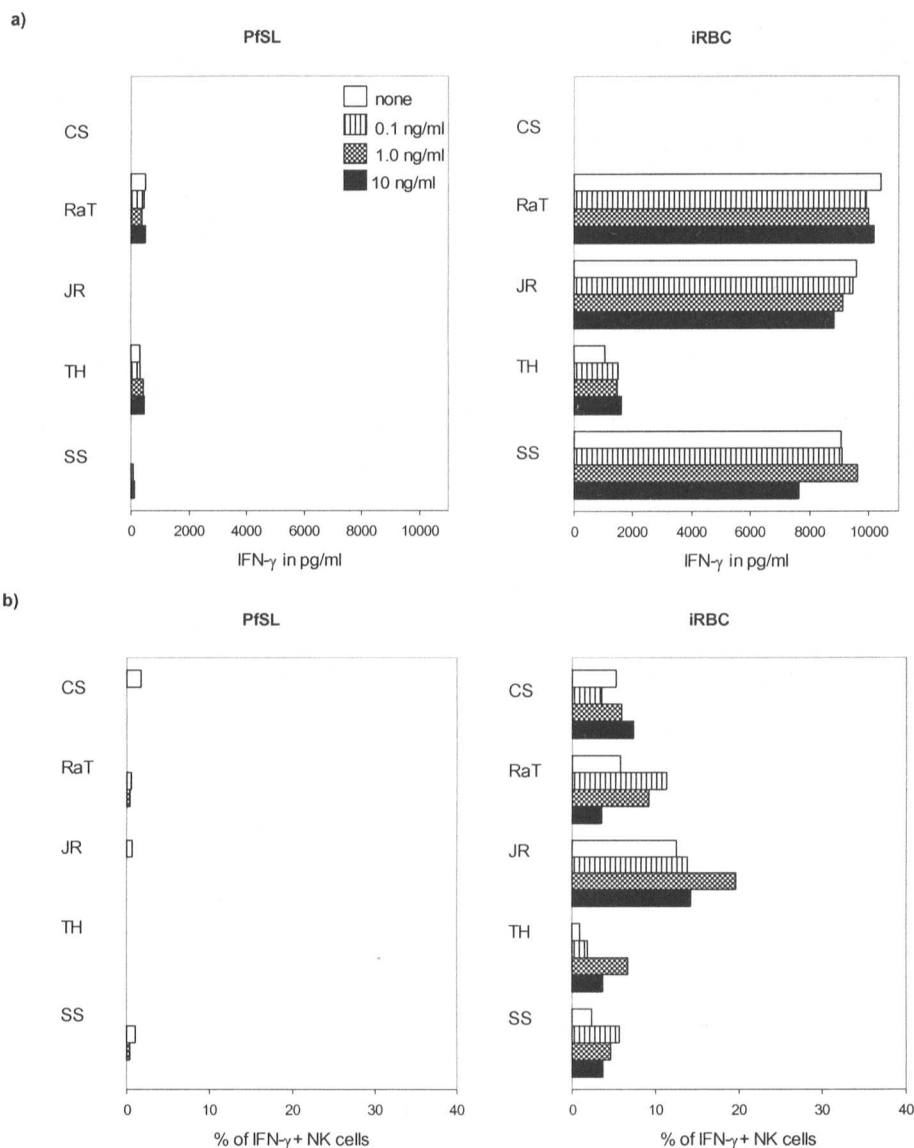 a)
PfSL
iRBC
none
0.1 ng/ml
1.0 ng/ml
10 ng/ml
CS
RaT
JR
TH
SS
0 2000 4000 6000 8000 10000
IFN-γ in pg/ml
CS
RaT
JR
TH
SS
0 2000 4000 6000 8000 10000
IFN-γ in pg/ml
b)
PfSL
iRBC
CS
RaT
JR
TH
SS
0 10 20 30 40
% of IFN-γ+ NK cells
CS
RaT
JR
TH
SS
0 10 20 30 40
% of IFN-γ+ NK cells